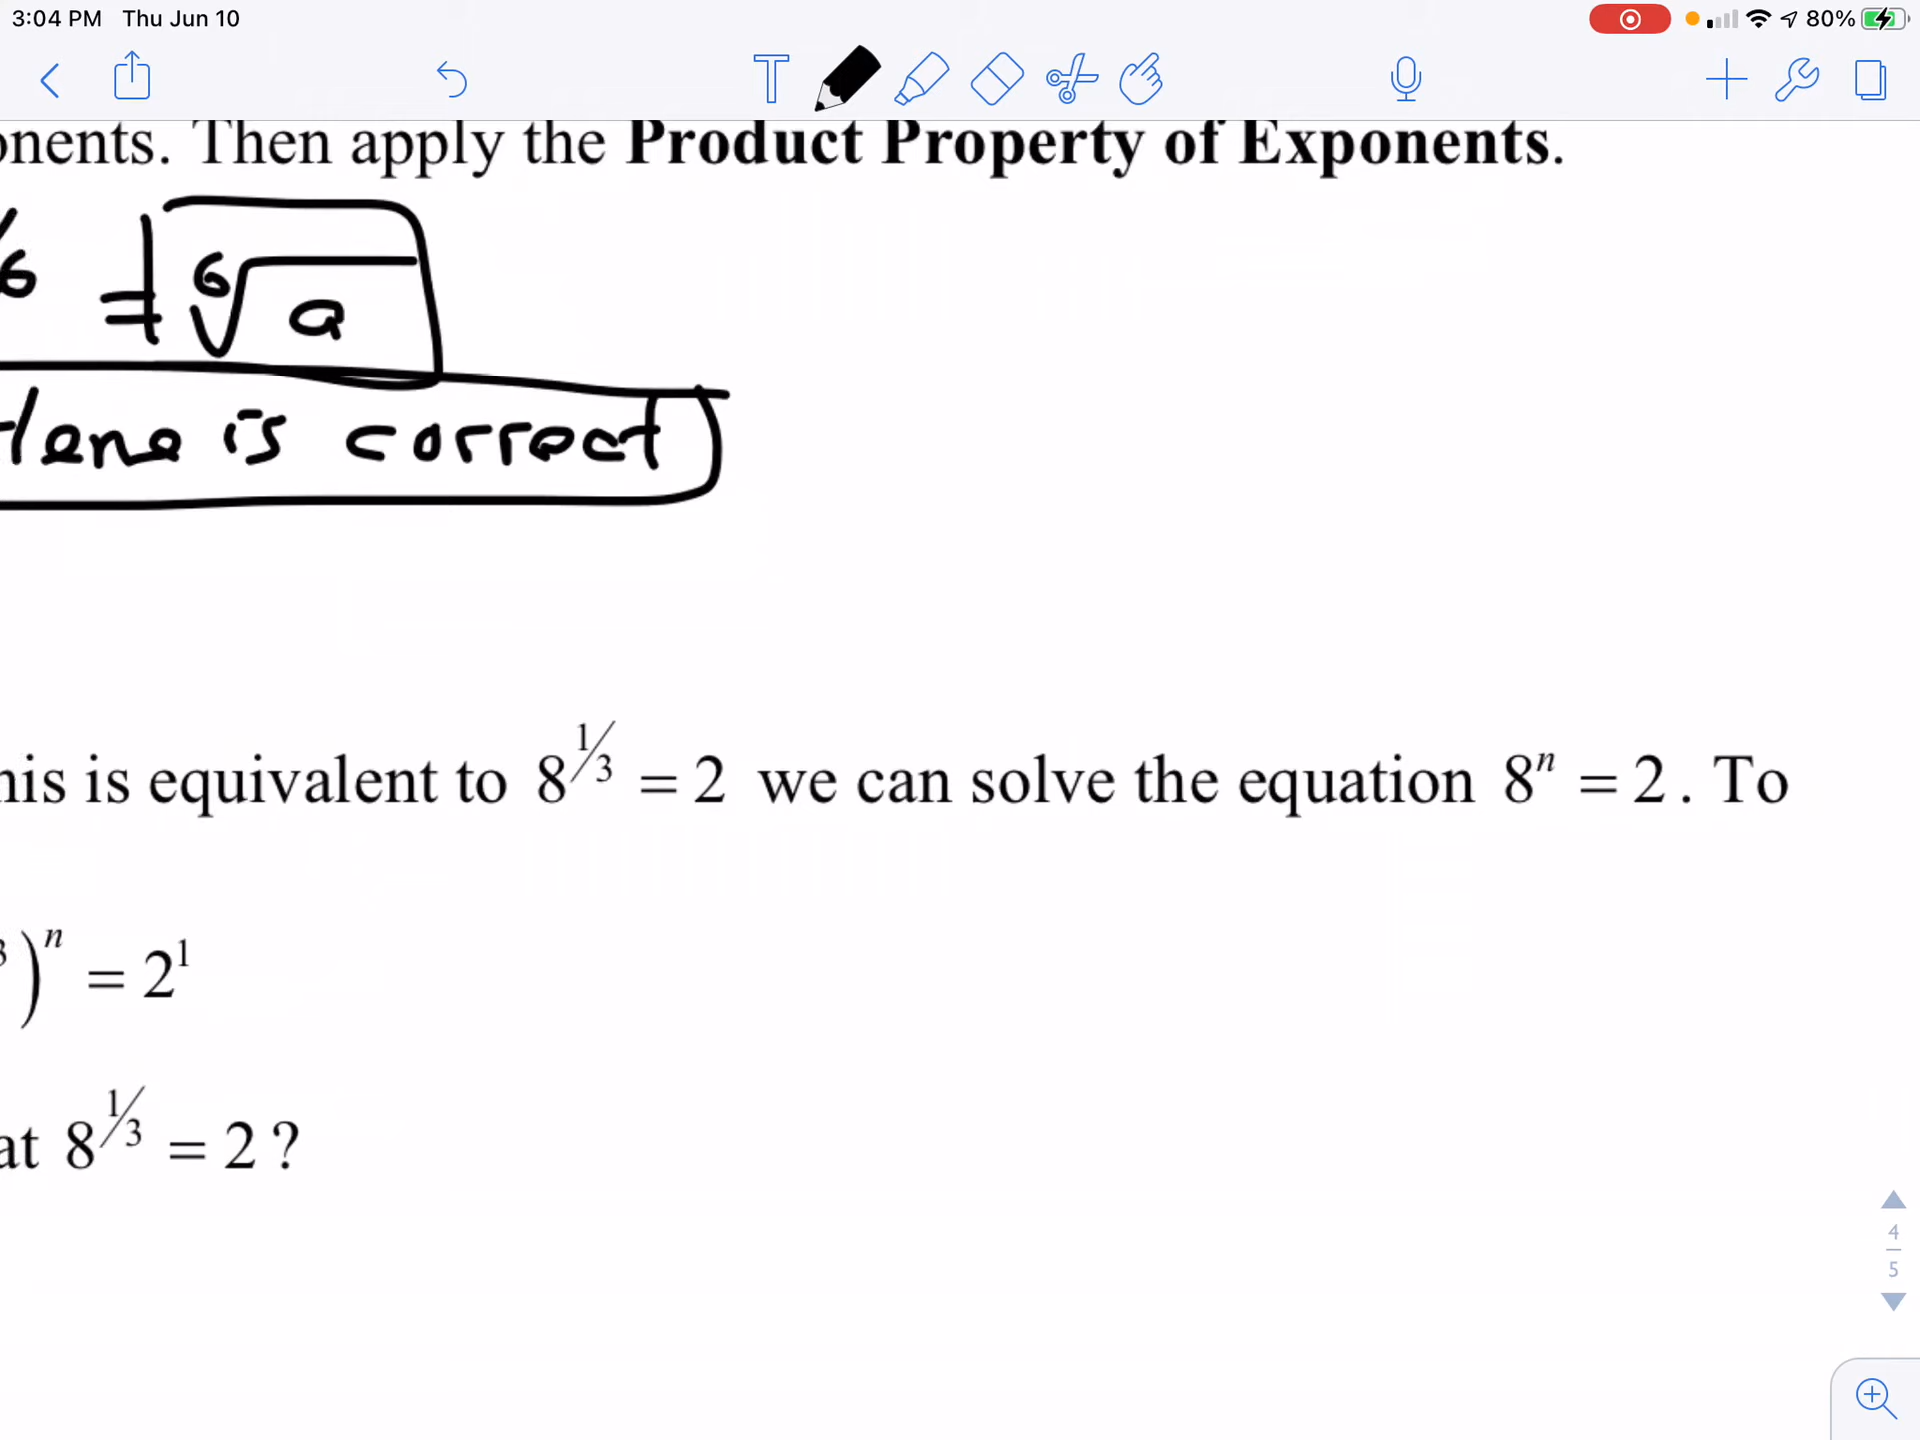 3:04 PM Thu Jun 10 80%
T
onents. Then apply the Product Property of Exponents.
/6 = ⁶√a
lene is correct
his is equivalent to 8^{1/3} = 2 we can solve the equation 8ⁿ = 2. To
³)ⁿ = 2¹
at 8^{1/3} = 2?
4
5